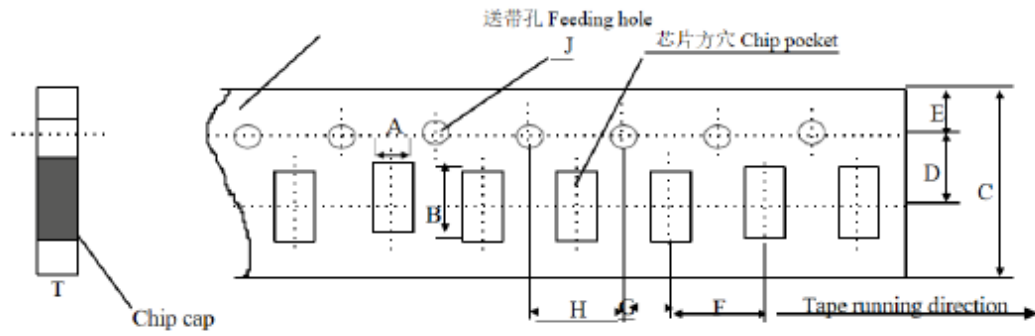 送带孔 Feeding hole
J
芯片方穴 Chip pocket
A
E
D
C
B
T
H
G
F
Tape running direction
Chip cap